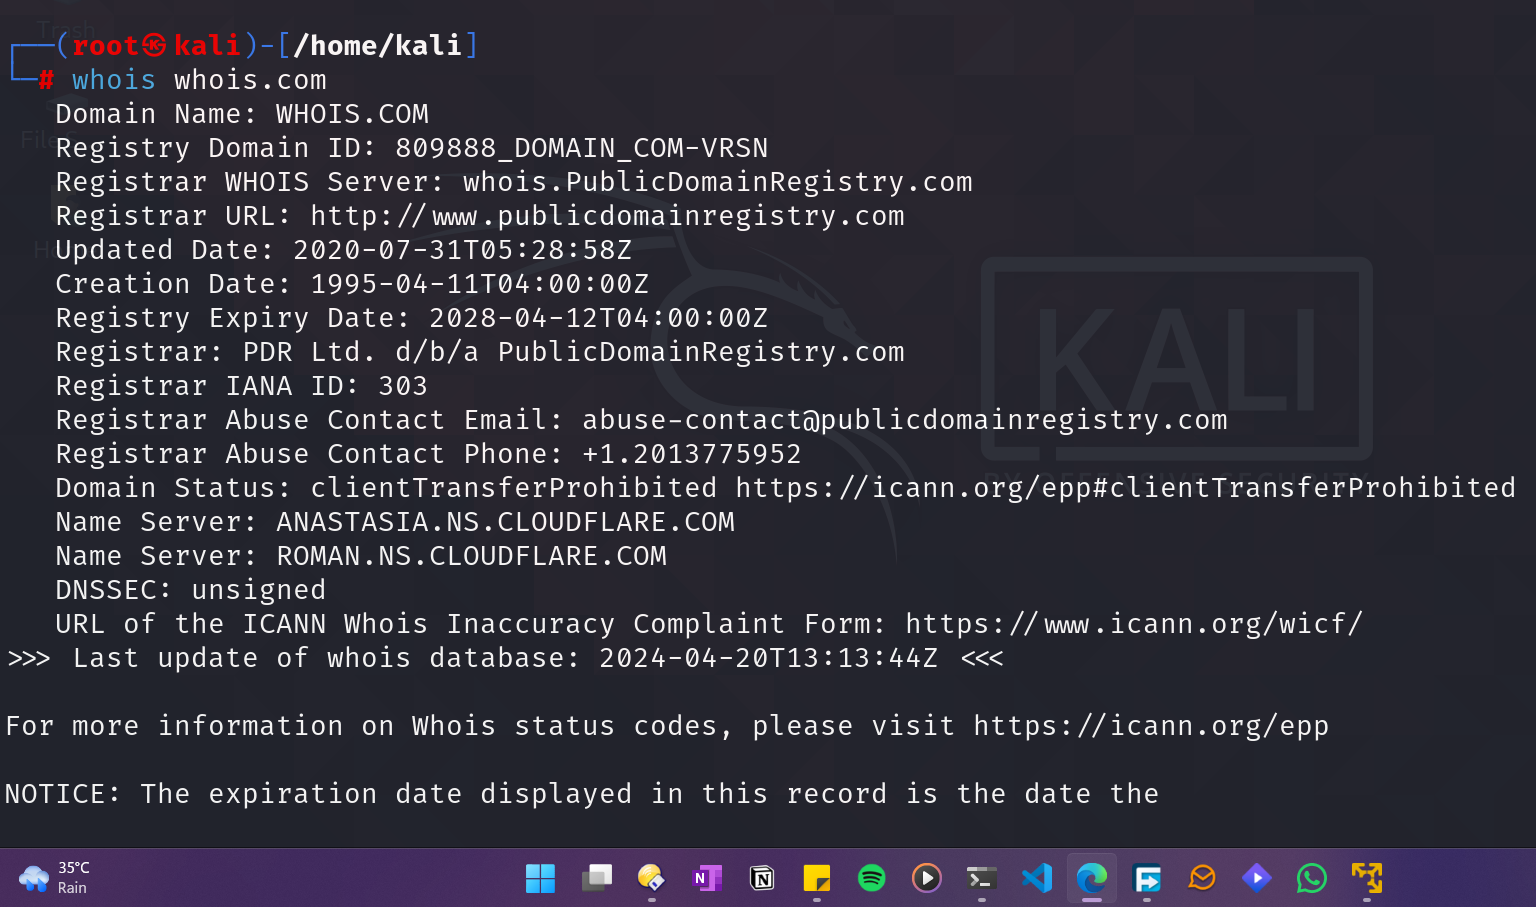 Trash
┌──(root㉿kali)-[/home/kali]
└─# whois whois.com
Domain Name: WHOIS.COM
Registry Domain ID: 809888_DOMAIN_COM-VRSN
Registrar WHOIS Server: whois.PublicDomainRegistry.com
Registrar URL: http://www.publicdomainregistry.com
Updated Date: 2020-07-31T05:28:58Z
Creation Date: 1995-04-11T04:00:00Z
Registry Expiry Date: 2028-04-12T04:00:00Z
Registrar: PDR Ltd. d/b/a PublicDomainRegistry.com
Registrar IANA ID: 303
Registrar Abuse Contact Email: abuse-contact@publicdomainregistry.com
Registrar Abuse Contact Phone: +1.2013775952
Domain Status: clientTransferProhibited https://icann.org/epp#clientTransferProhibited
Name Server: ANASTASIA.NS.CLOUDFLARE.COM
Name Server: ROMAN.NS.CLOUDFLARE.COM
DNSSEC: unsigned
URL of the ICANN Whois Inaccuracy Complaint Form: https://www.icann.org/wicf/
>>> Last update of whois database: 2024-04-20T13:13:44Z <<<
For more information on Whois status codes, please visit https://icann.org/epp
NOTICE: The expiration date displayed in this record is the date the
KALI
BY OFFENSIVE SECURITY
35°C
Rain